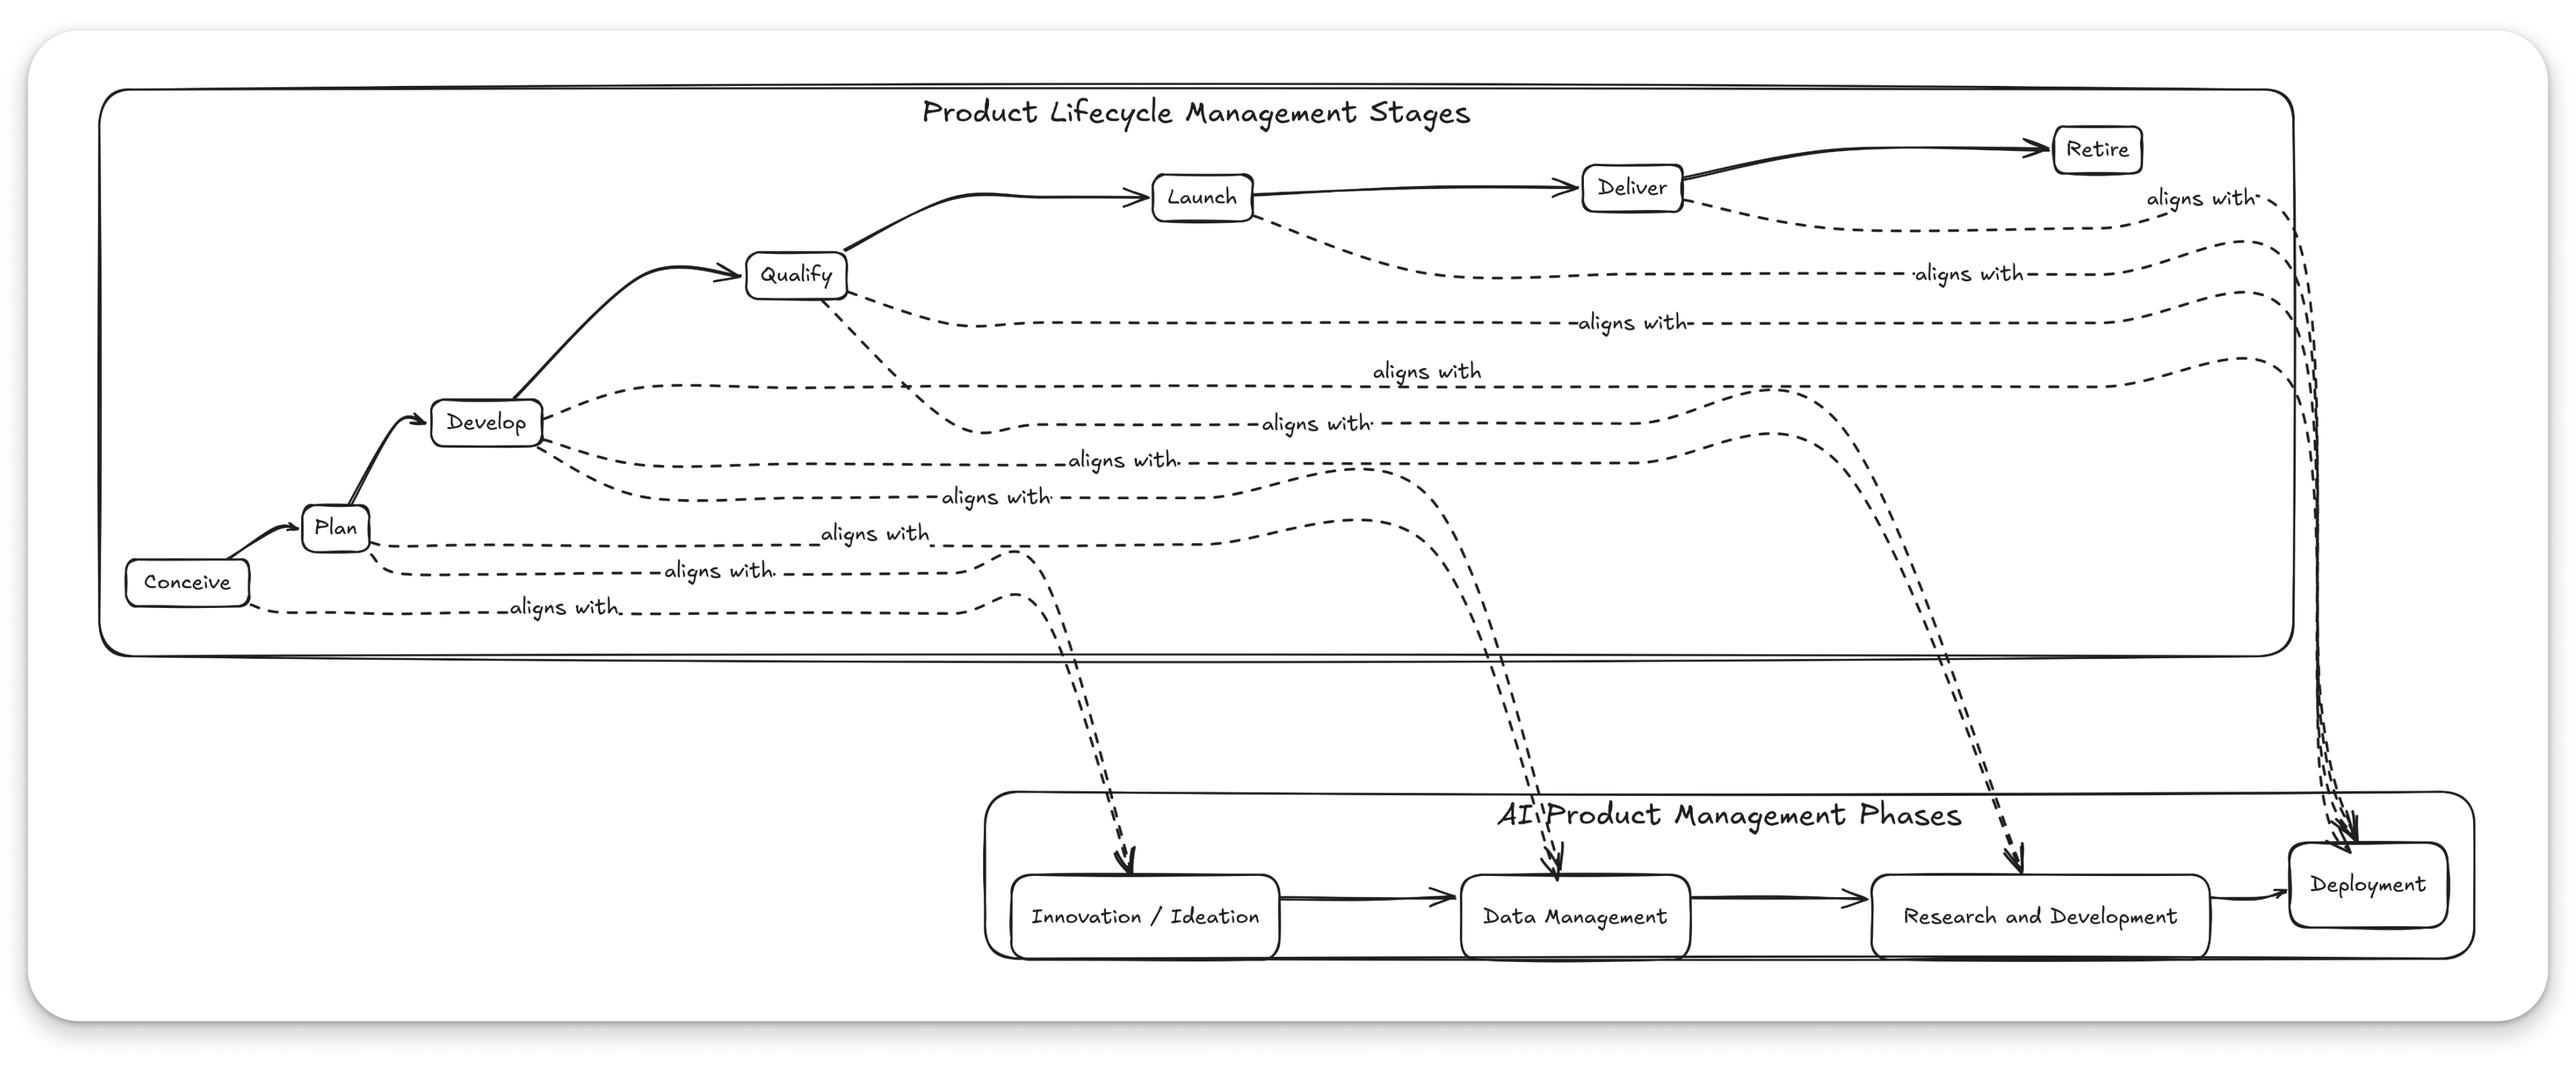 Product Lifecycle Management Stages
Retire
Deliver
Launch
aligns with
Qualify
aligns with
aligns with
aligns with
Develop
aligns with
aligns with
aligns with
Plan
aligns with
aligns with
Conceive
aligns with
AI Product Management Phases
Deployment
Innovation / Ideation
Data Management
Research and Development